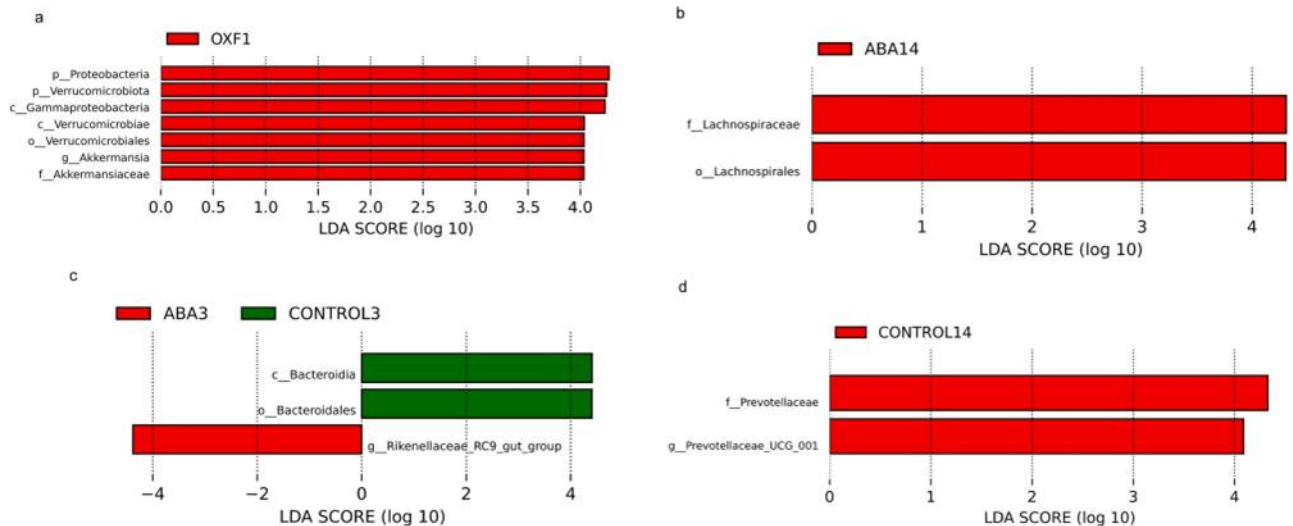 a
OXF1
p__Proteobacteria
p__Verrucomicrobiota
c__Gammaproteobacteria
c__Verrucomicrobiae
o__Verrucomicrobiales
g__Akkermansia
f__Akkermansiaceae
0.0 0.5 1.0 1.5 2.0 2.5 3.0 3.5 4.0
LDA SCORE (log 10)
b
ABA14
f__Lachnospiraceae
o__Lachnospirales
0 1 2 3 4
LDA SCORE (log 10)
c
ABA3 CONTROL3
c__Bacteroidia
o__Bacteroidales
g__Rikenellaceae_RC9_gut_group
−4 −2 0 2 4
LDA SCORE (log 10)
d
CONTROL14
f__Prevotellaceae
g__Prevotellaceae_UCG_001
0 1 2 3 4
LDA SCORE (log 10)